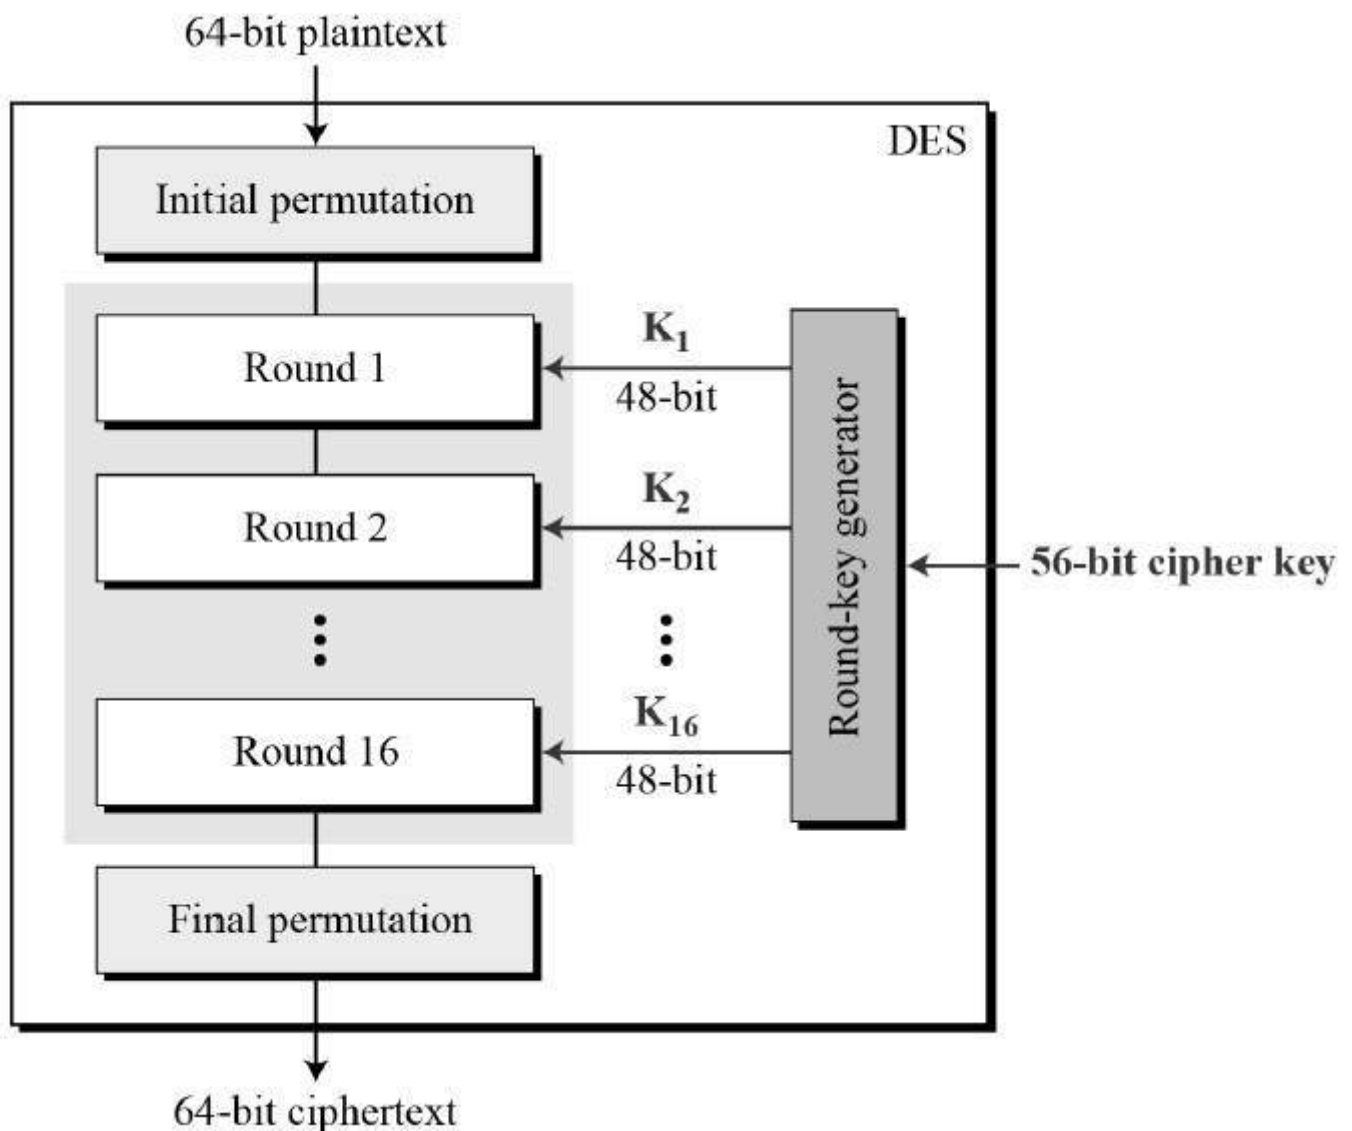 64-bit plaintext
DES
Initial permutation
K1
Round 1
48-bit
K2
Round 2
48-bit
Round-key generator
56-bit cipher key
K16
Round 16
48-bit
Final permutation
64-bit ciphertext